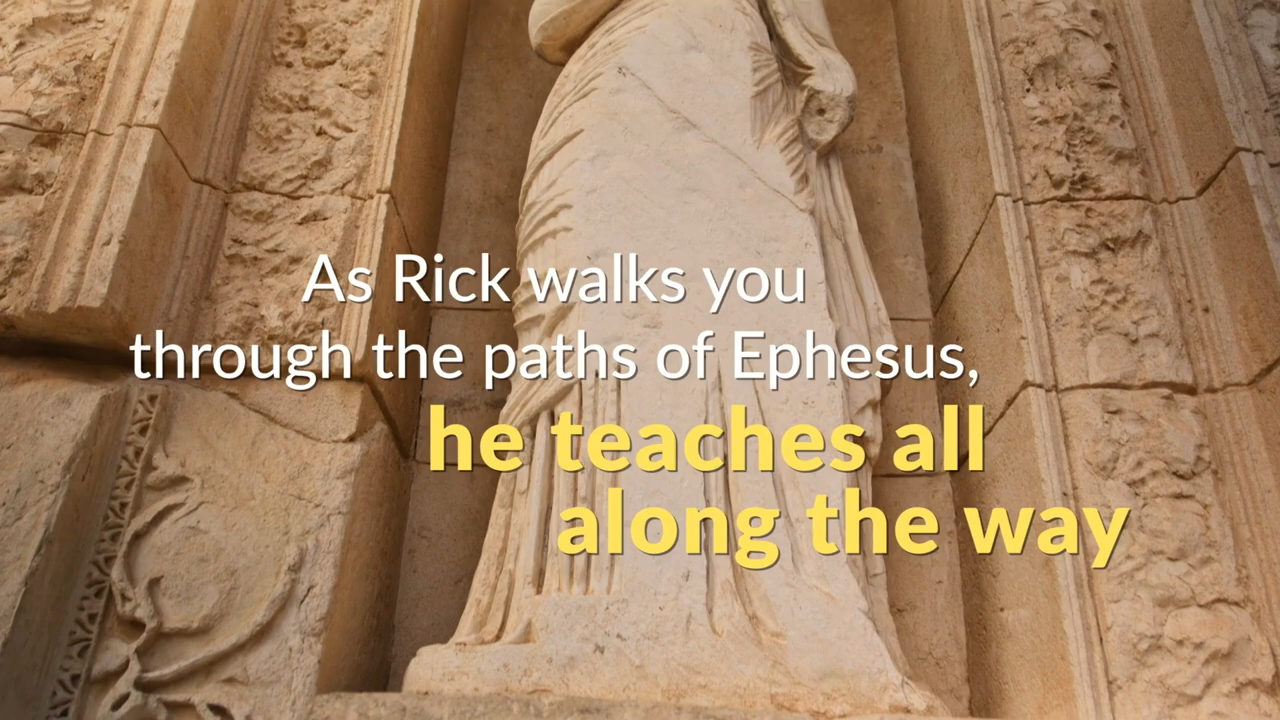 As Rick walks you
through the paths of Ephesus,
he teaches all
along the way